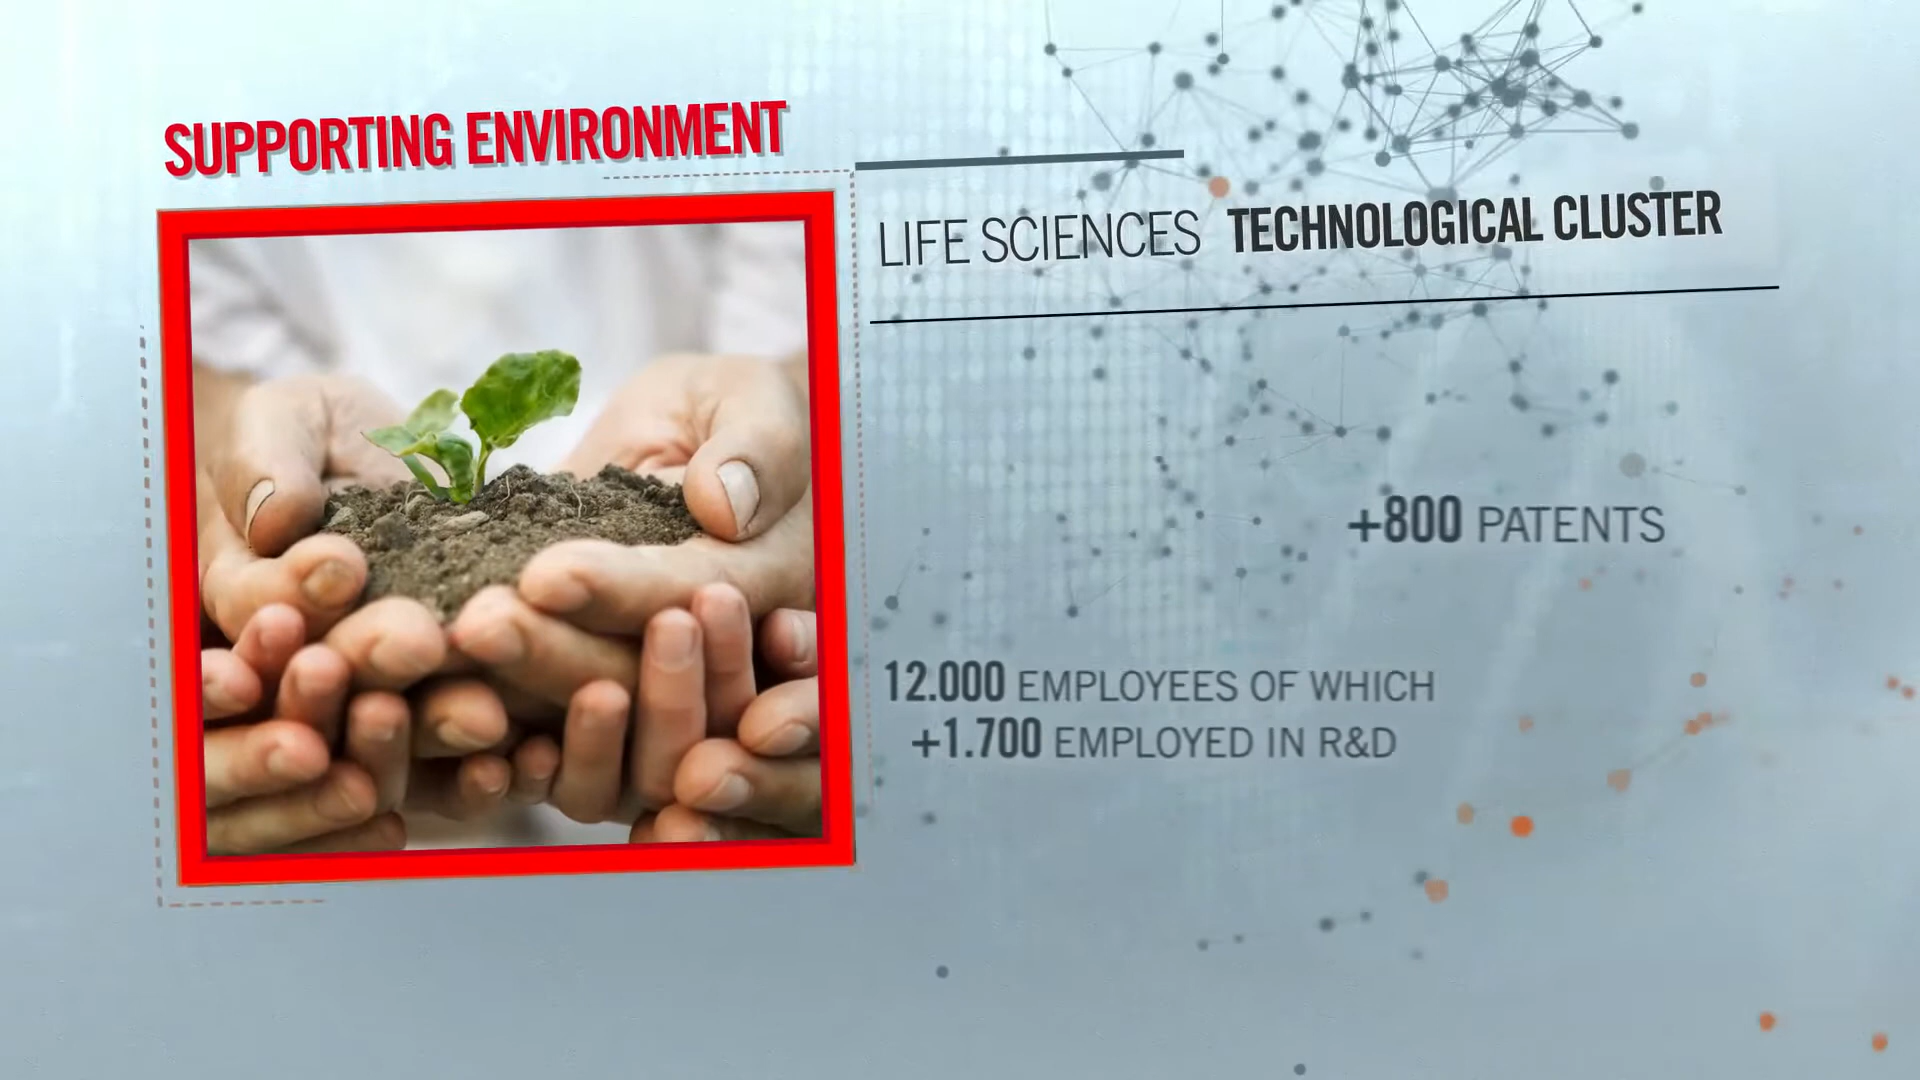 SUPPORTING ENVIRONMENT
LIFE SCIENCES TECHNOLOGICAL CLUSTER
+800 PATENTS
12.000 EMPLOYEES OF WHICH
+1.700 EMPLOYED IN R&D